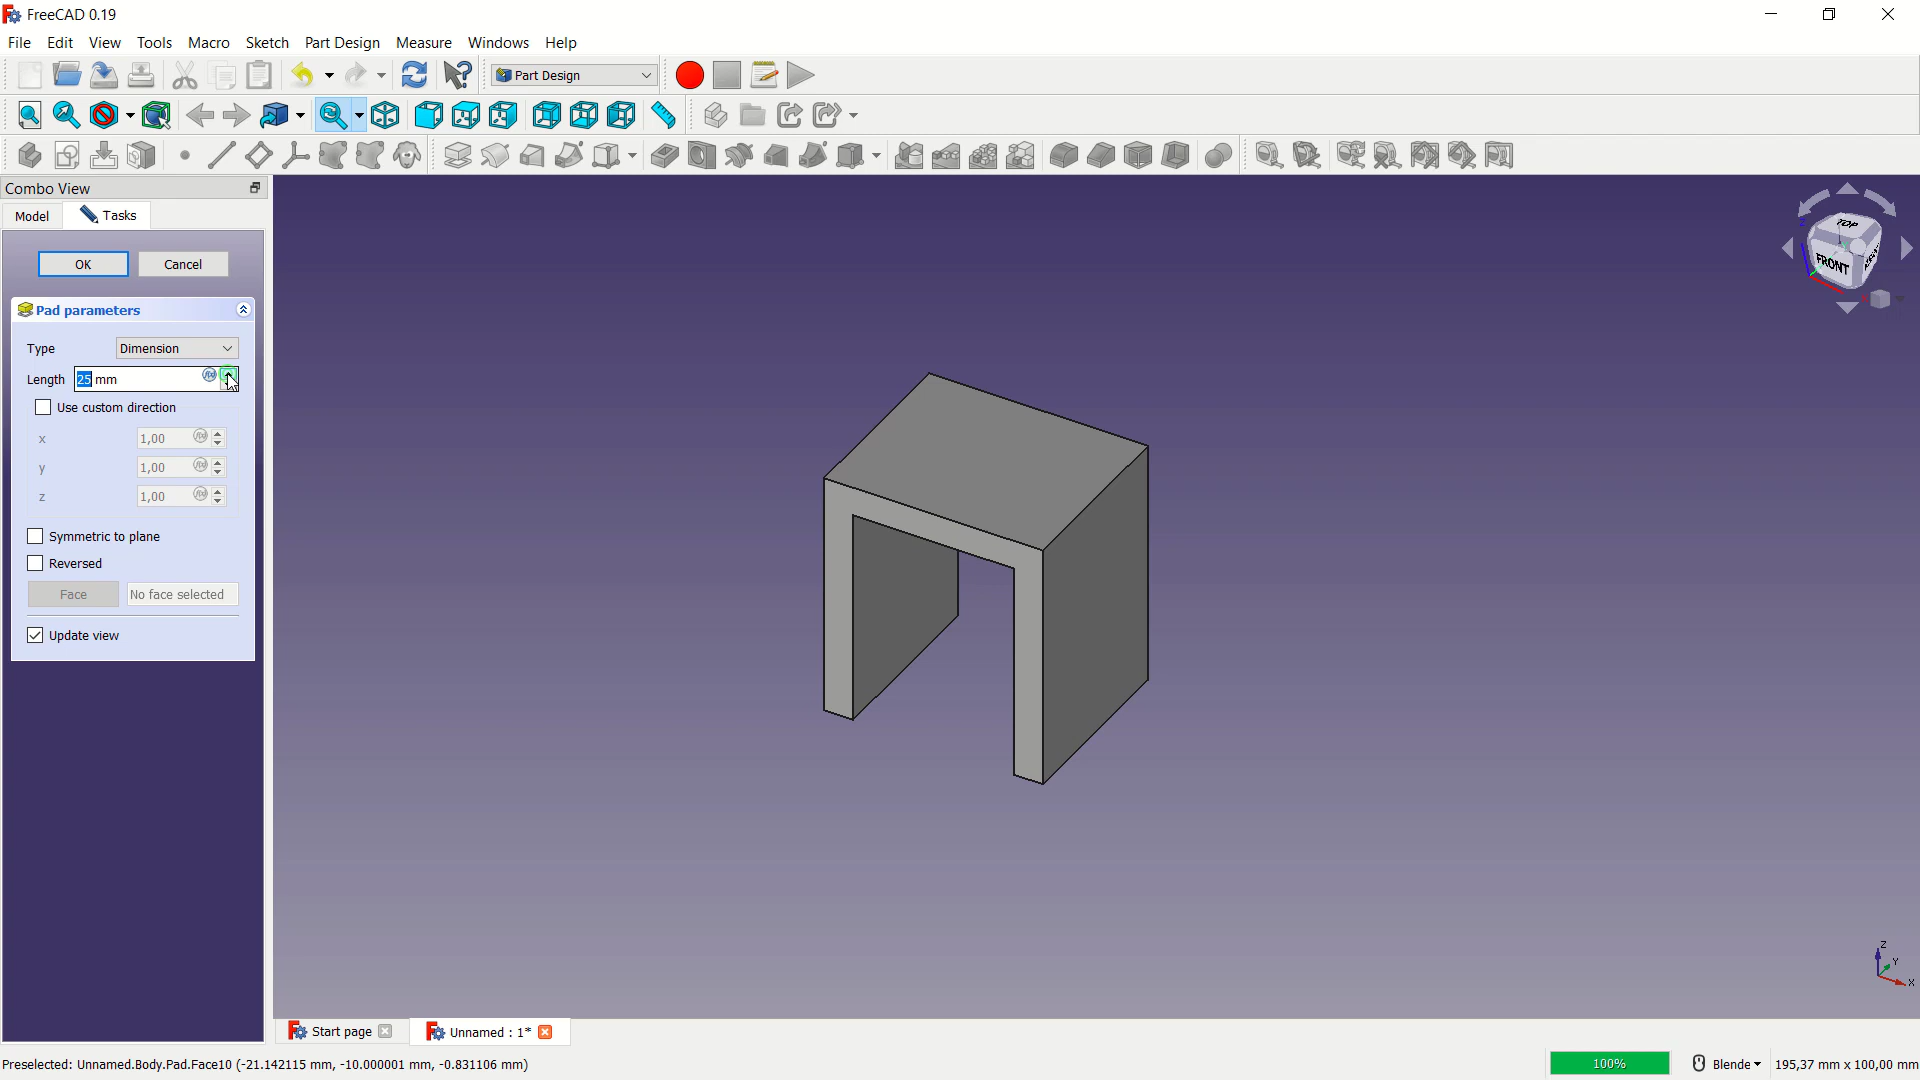 FreeCAD 0.19
File Edit View Tools Macro Sketch Part Design Measure Windows Help
Part Design
Combo View
Model Tasks
OK Cancel
Pad parameters
Type Dimension
Length 25 mm
Use custom direction
x 1,00
y 1,00
z 1,00
Symmetric to plane
Reversed
Face No face selected
Update view
TOP
FRONT
Z
Y
X
Start page Unnamed : 1*
Preselected: Unnamed.Body.Pad.Face10 (-21.142115 mm, -10.000001 mm, -0.831106 mm) 100% Blende 195,37 mm x 100,00 mm